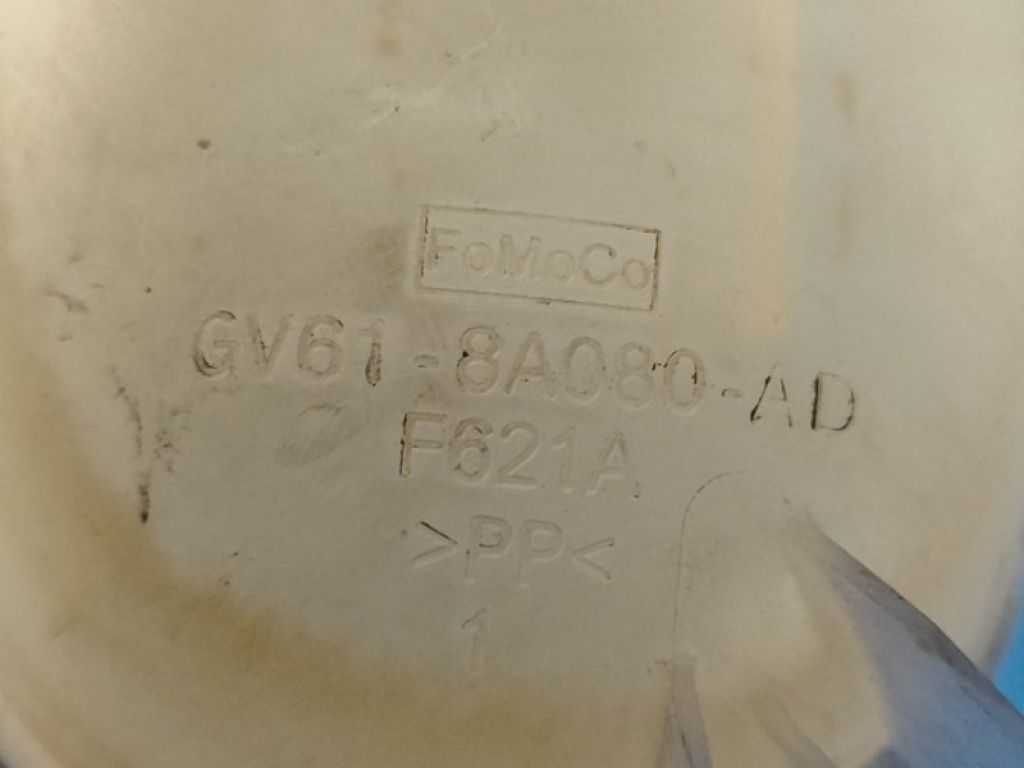 FoMoCo
GV61-8A080-AD
F621A
>PP<
1